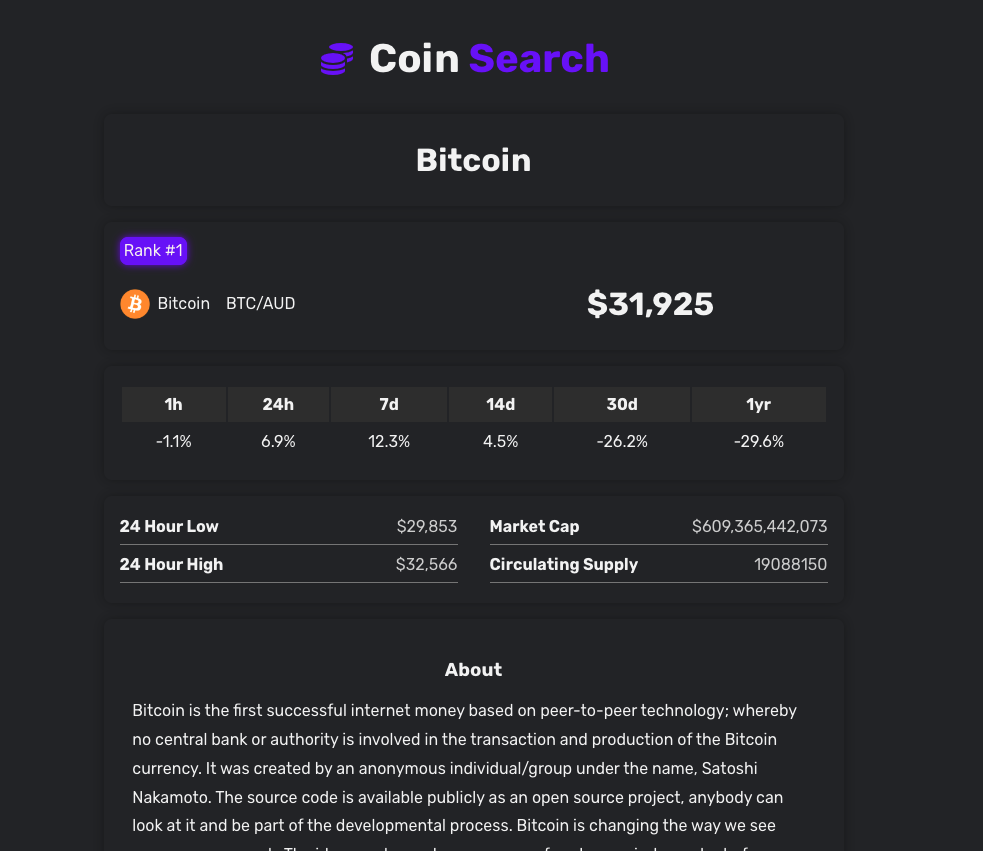 Coin Search
Bitcoin
Rank #1
Bitcoin BTC/AUD $31,925
1h 24h 7d 14d 30d 1yr
-1.1% 6.9% 12.3% 4.5% -26.2% -29.6%
24 Hour Low $29,853 Market Cap $609,365,442,073
24 Hour High $32,566 Circulating Supply 19088150
About
Bitcoin is the first successful internet money based on peer-to-peer technology; whereby
no central bank or authority is involved in the transaction and production of the Bitcoin
currency. It was created by an anonymous individual/group under the name, Satoshi
Nakamoto. The source code is available publicly as an open source project, anybody can
look at it and be part of the developmental process. Bitcoin is changing the way we see